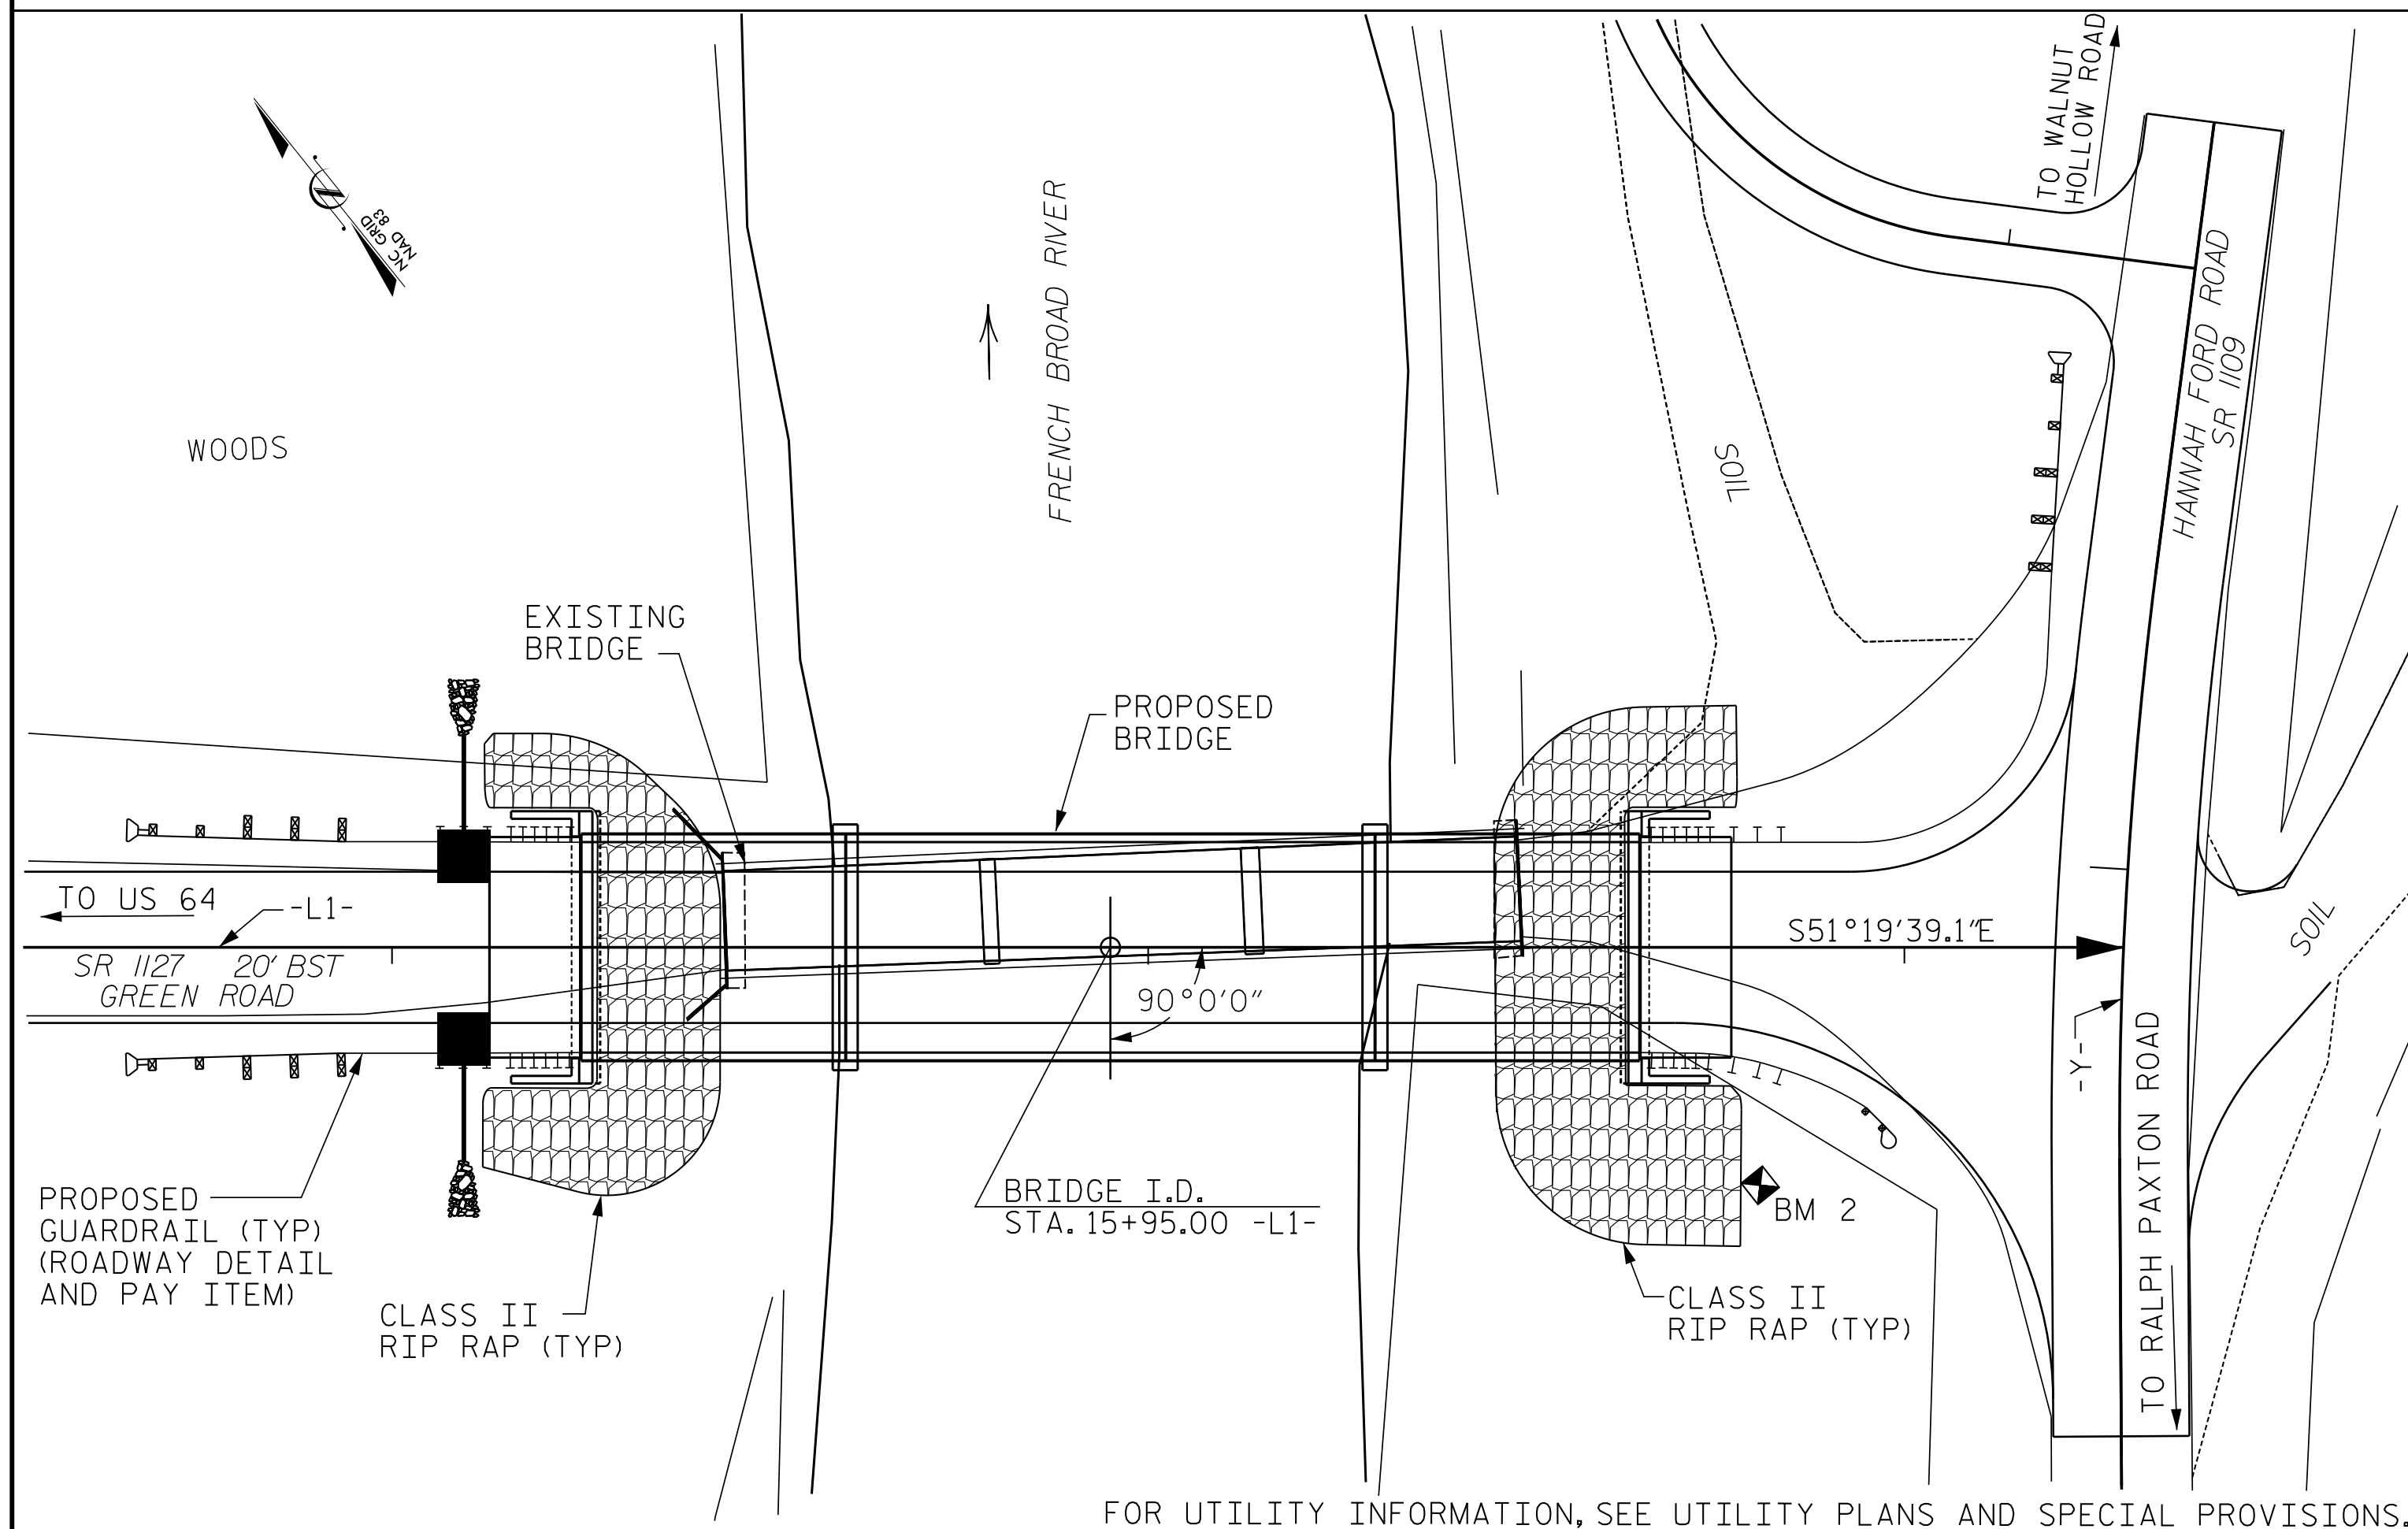 TO WALNUT
HOLLOW ROAD
NC GRID
NAD 83
FRENCH BROAD RIVER
HANNAH FORD ROAD
SR 1109
WOODS
SOIL
EXISTING
BRIDGE
PROPOSED
BRIDGE
TO US 64
-L1-
SR 1127 20' BST
GREEN ROAD
S51°19'39.1"E
SOIL
90°0'0"
-Y-
TO RALPH PAXTON ROAD
BRIDGE I.D.
STA. 15+95.00 -L1-
BM 2
PROPOSED
GUARDRAIL (TYP)
(ROADWAY DETAIL
AND PAY ITEM)
CLASS II
RIP RAP (TYP)
CLASS II
RIP RAP (TYP)
FOR UTILITY INFORMATION, SEE UTILITY PLANS AND SPECIAL PROVISIONS.